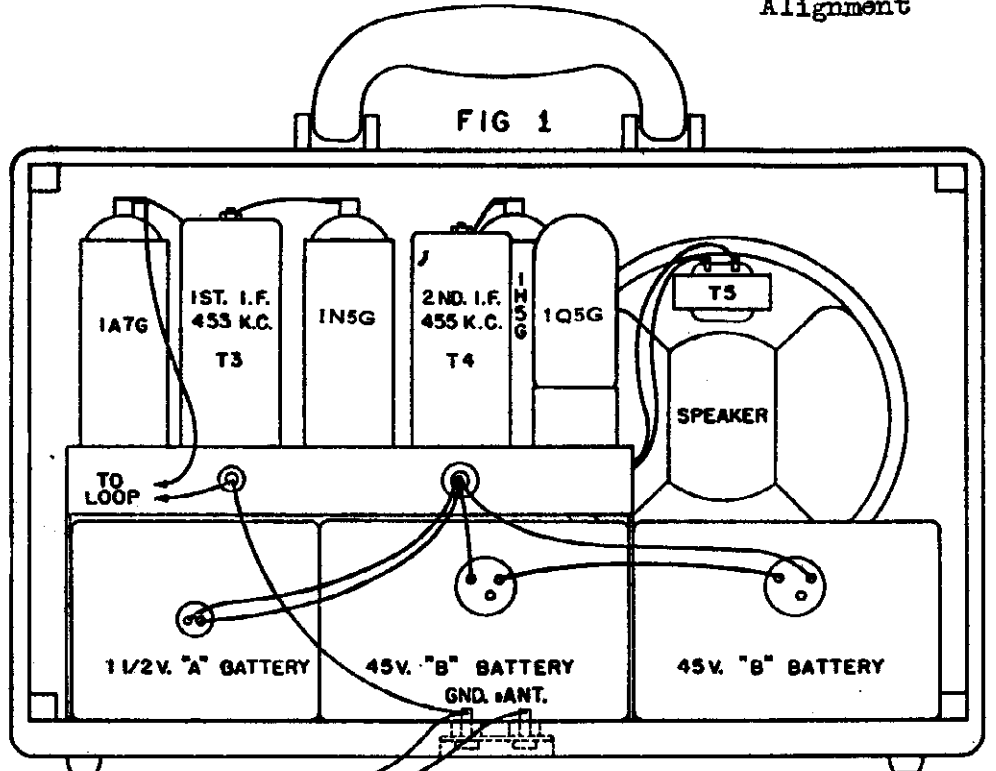 Alignment
FIG 1
1A7G
1ST. I.F.
453 K.C.
T3
1N5G
2ND. I.F.
455 K.C.
T4
1H5G
1Q5G
T5
SPEAKER
TO
LOOP
1 1/2 V. "A" BATTERY
45V. "B" BATTERY
45V. "B" BATTERY
GND. ANT.